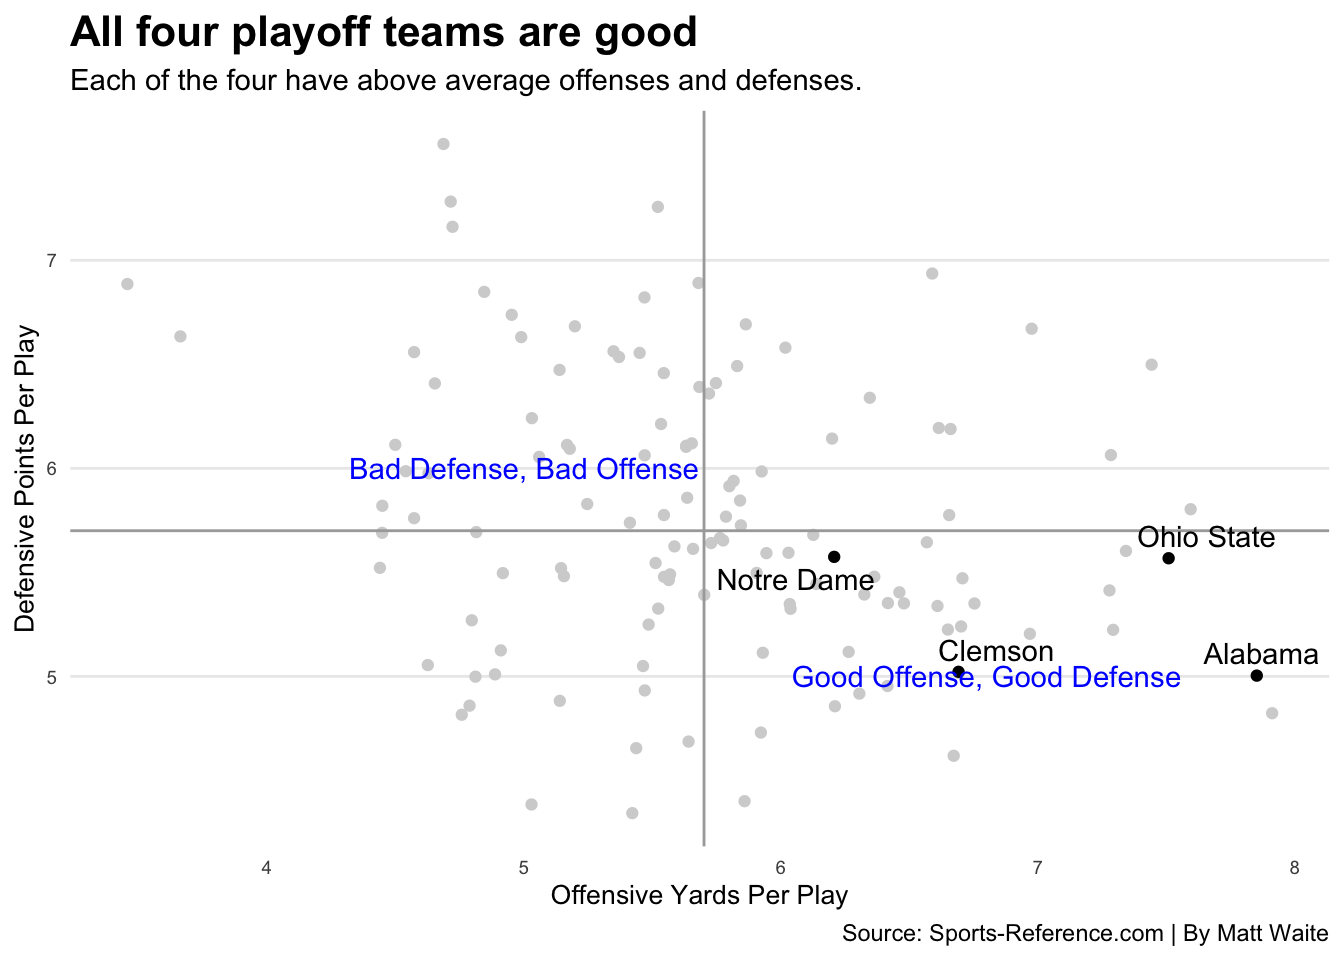 All four playoff teams are good
Each of the four have above average offenses and defenses.
Defensive Points Per Play
7
6
5
Bad Defense, Bad Offense
Ohio State
Notre Dame
Clemson
Alabama
Good Offense, Good Defense
4
5
6
7
8
Offensive Yards Per Play
Source: Sports-Reference.com | By Matt Waite